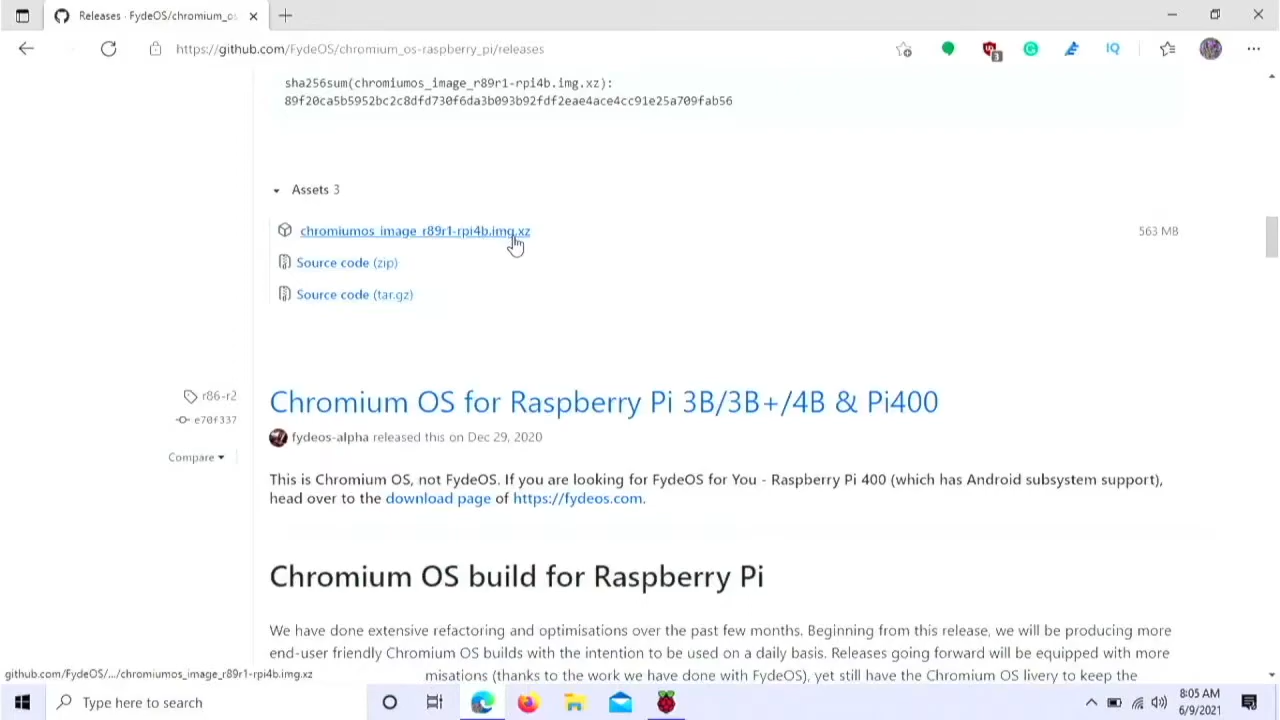 Releases · FydeOS/chromium_os
https://github.com/FydeOS/chromium_os-raspberry_pi/releases
3
IQ
sha256sum(chromiumos_image_r89r1-rpi4b.img.xz):
89f20ca5b5952bc2c8dfd730f6da3b093b92fdf2eae4ace4cc91e25a709fab56
Assets 3
chromiumos_image_r89r1-rpi4b.img.xz
563 MB
Source code (zip)
Source code (tar.gz)
r86-r2
e70f337
Compare
Chromium OS for Raspberry Pi 3B/3B+/4B & Pi400
fydeos-alpha released this on Dec 29, 2020
This is Chromium OS, not FydeOS. If you are looking for FydeOS for You - Raspberry Pi 400 (which has Android subsystem support),
head over to the download page of https://fydeos.com.
Chromium OS build for Raspberry Pi
We have done extensive refactoring and optimisations over the past few months. Beginning from this release, we will be producing more
end-user friendly Chromium OS builds with the intention to be used on a daily basis. Releases going forward will be equipped with more
misations (thanks to the work we have done with FydeOS), yet still have the Chromium OS livery to keep the
github.com/FydeOS/.../chromiumos_image_r89r1-rpi4b.img.xz
Type here to search
8:05 AM
6/9/2021